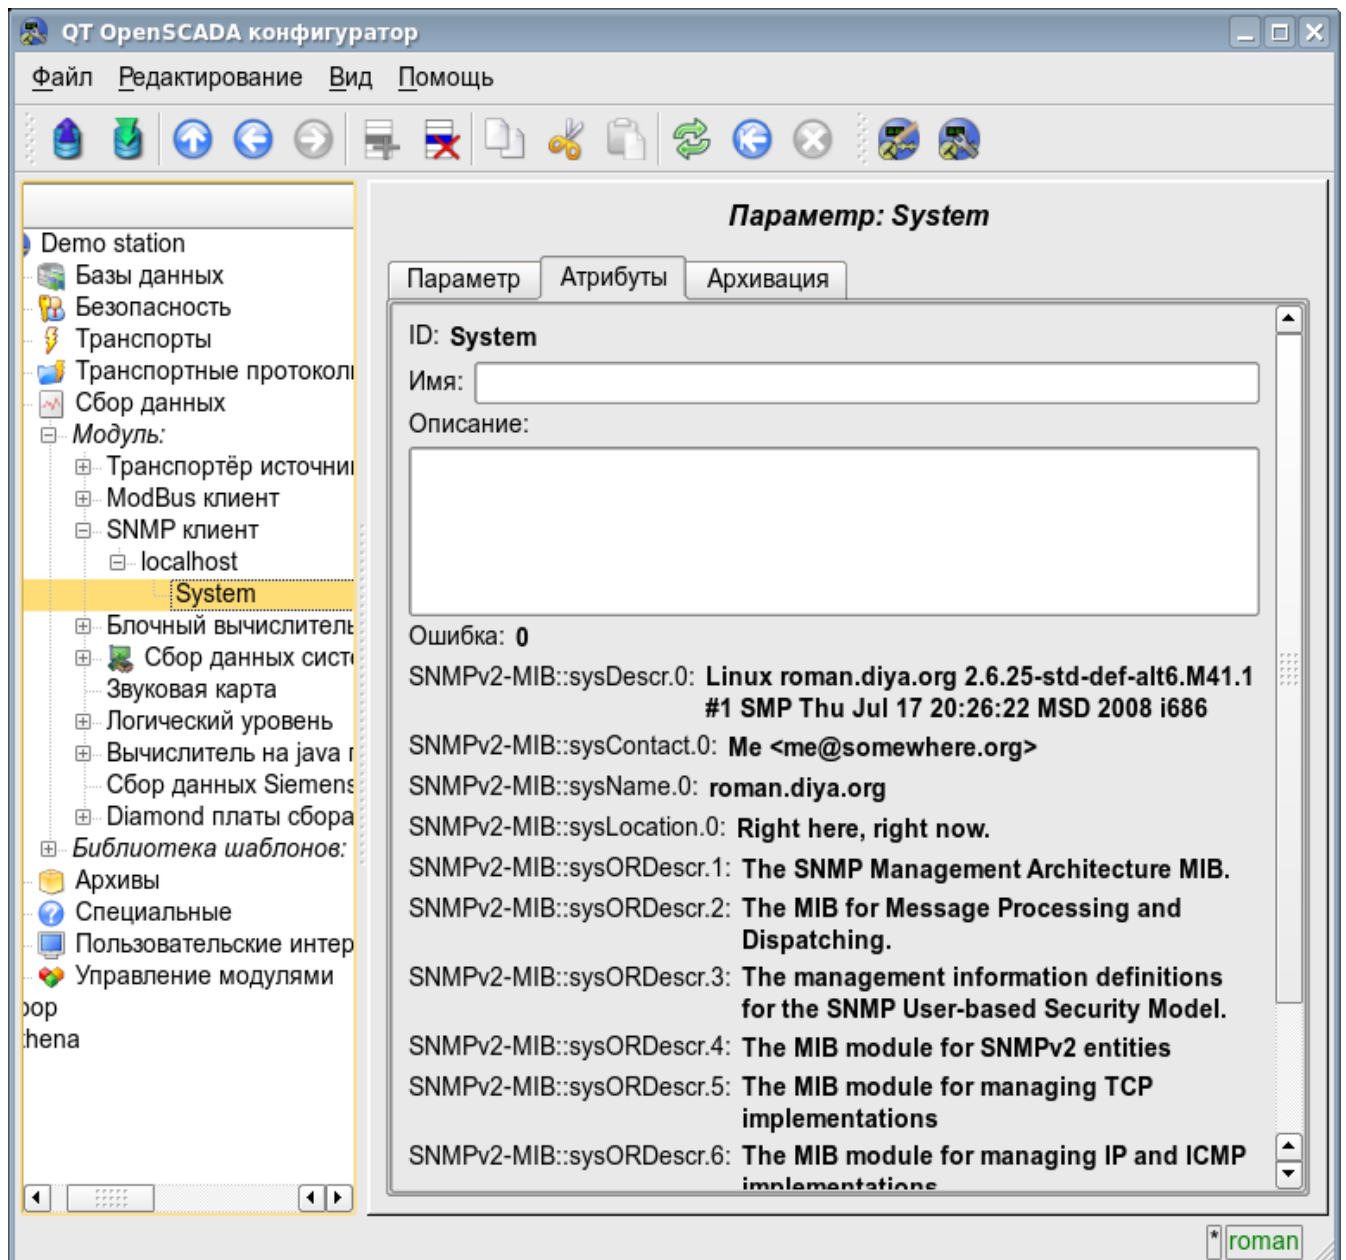 QT OpenSCADA конфигуратор
Файл Редактирование Вид Помощь
Demo station
Базы данных
Безопасность
Транспорты
Транспортные протокол
Сбор данных
Модуль:
Транспортёр источни
ModBus клиент
SNMP клиент
localhost
System
Блочный вычислитель
Сбор данных сист
Звуковая карта
Логический уровень
Вычислитель на java
Сбор данных Siemens
Diamond платы сбора
Библиотека шаблонов:
Архивы
Специальные
Пользовательские интер
Управление модулями
oop
hena
Параметр: System
Параметр Атрибуты Архивация
ID: System
Имя:
Описание:
Ошибка: 0
SNMPv2-MIB::sysDescr.0: Linux roman.diya.org 2.6.25-std-def-alt6.M41.1
#1 SMP Thu Jul 17 20:26:22 MSD 2008 i686
SNMPv2-MIB::sysContact.0: Me <me@somewhere.org>
SNMPv2-MIB::sysName.0: roman.diya.org
SNMPv2-MIB::sysLocation.0: Right here, right now.
SNMPv2-MIB::sysORDescr.1: The SNMP Management Architecture MIB.
SNMPv2-MIB::sysORDescr.2: The MIB for Message Processing and
Dispatching.
SNMPv2-MIB::sysORDescr.3: The management information definitions
for the SNMP User-based Security Model.
SNMPv2-MIB::sysORDescr.4: The MIB module for SNMPv2 entities
SNMPv2-MIB::sysORDescr.5: The MIB module for managing TCP
implementations
SNMPv2-MIB::sysORDescr.6: The MIB module for managing IP and ICMP
implementations
* roman